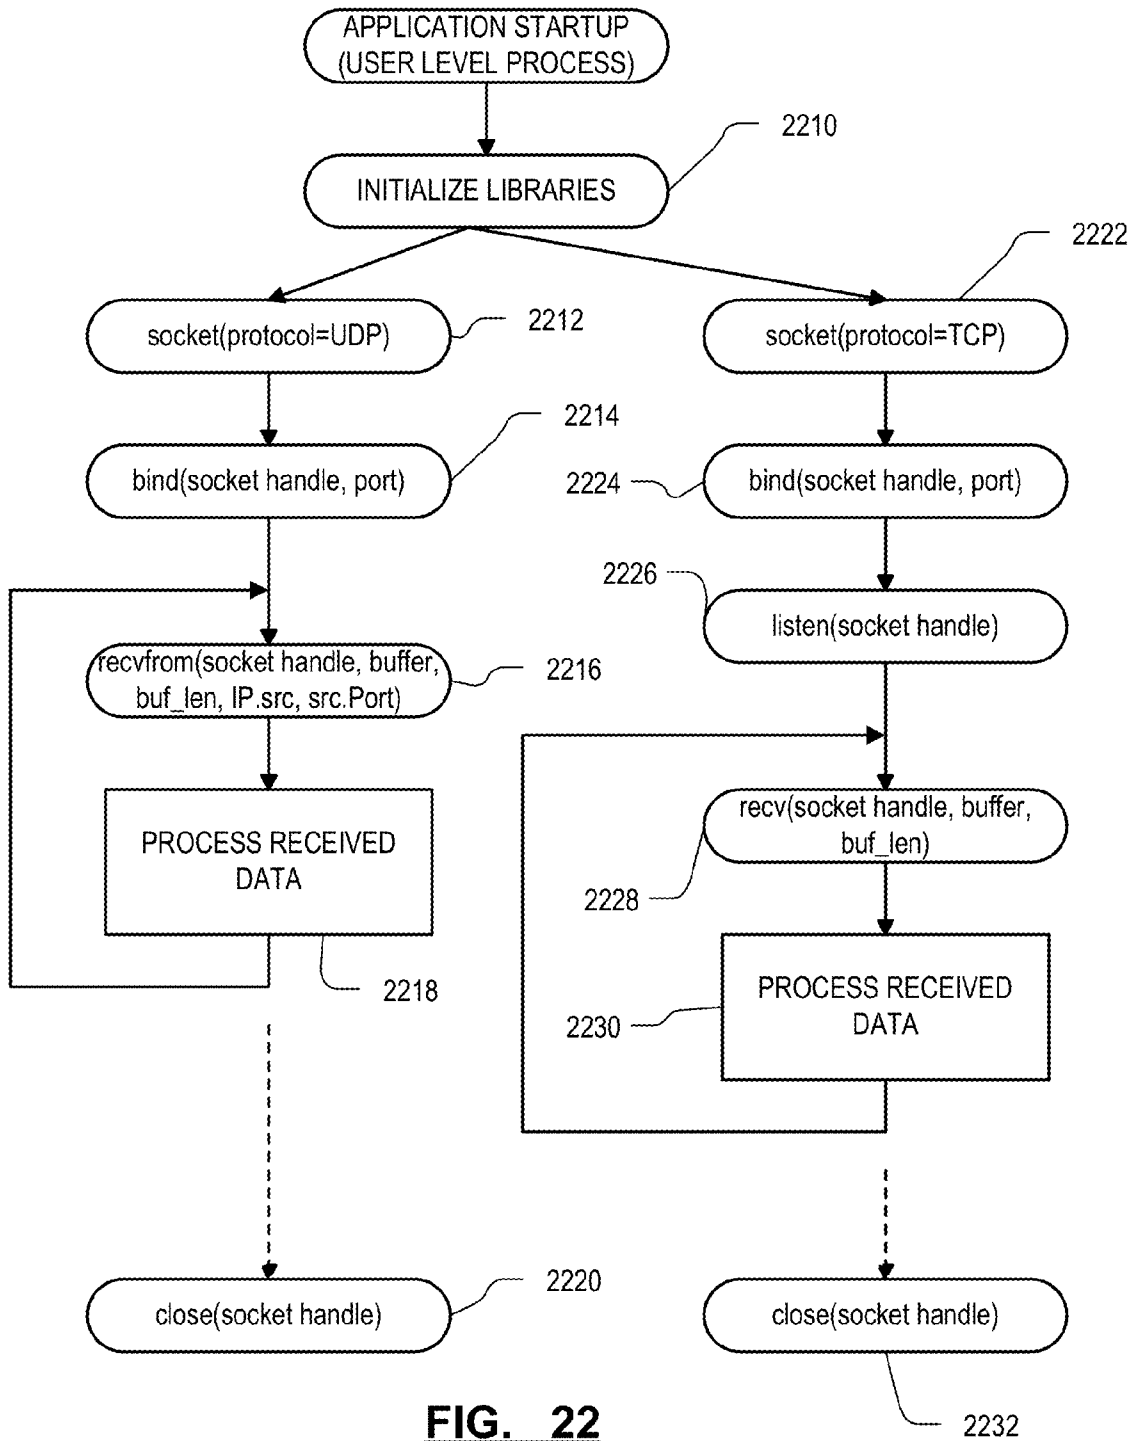 APPLICATION STARTUP
(USER LEVEL PROCESS)
2210
INITIALIZE LIBRARIES
2222
2212
socket(protocol=UDP)
socket(protocol=TCP)
2214
bind(socket handle, port)
2224
bind(socket handle, port)
2226
listen(socket handle)
recvfrom(socket handle, buffer,
buf_len, IP.src, src.Port)
2216
recv(socket handle, buffer,
buf_len)
PROCESS RECEIVED
DATA
2228
2218
PROCESS RECEIVED
DATA
2230
2220
close(socket handle)
close(socket handle)
2232
FIG. 22